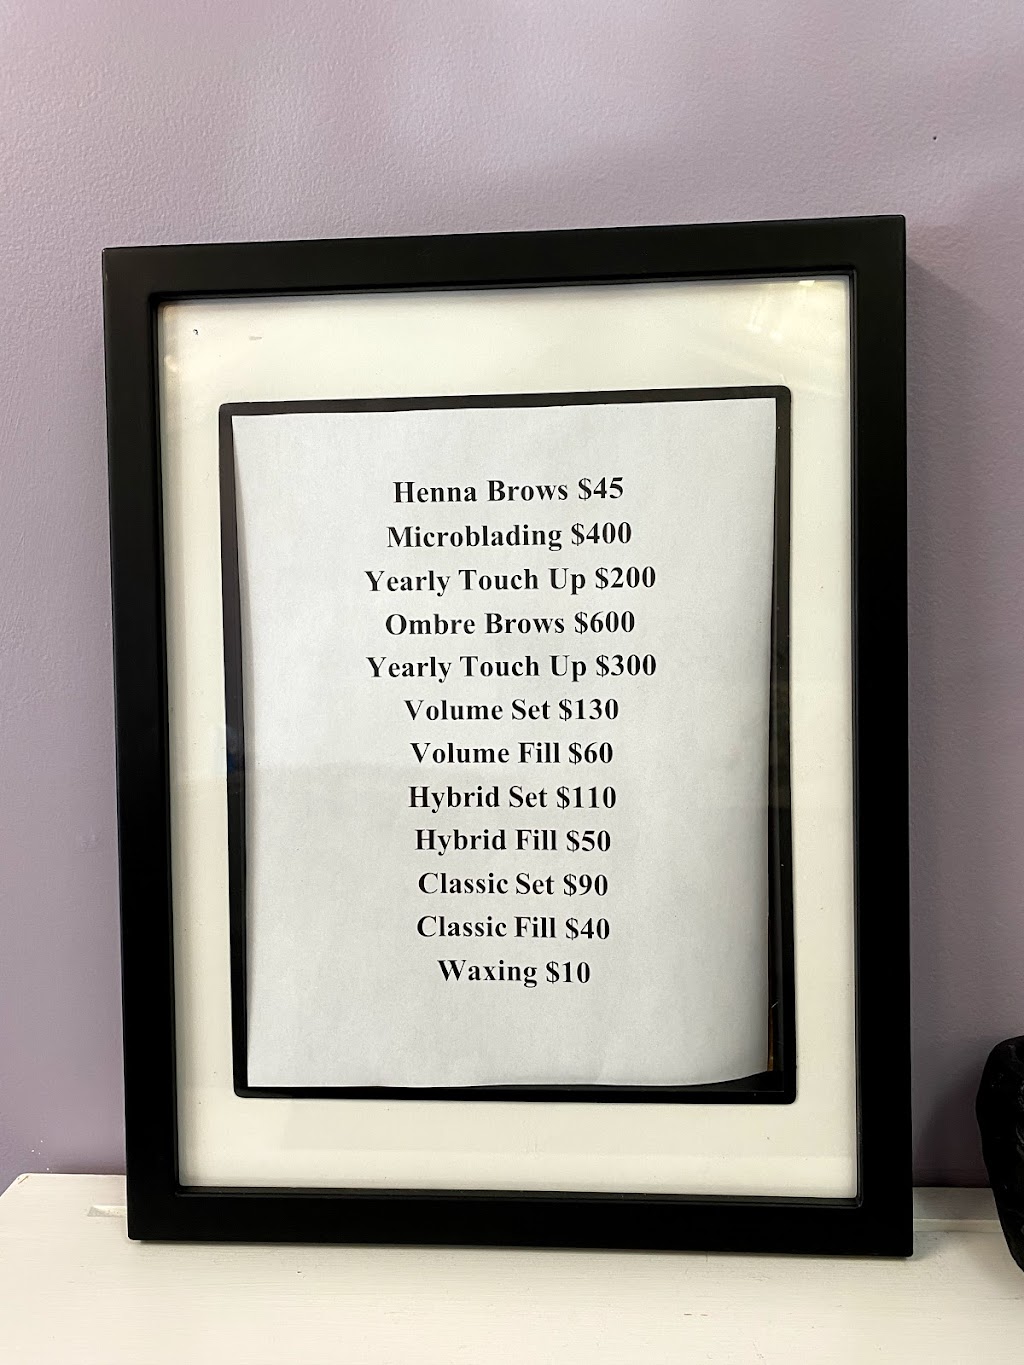 Henna Brows $45
Microblading $400
Yearly Touch Up $200
Ombre Brows $600
Yearly Touch Up $300
Volume Set $130
Volume Fill $60
Hybrid Set $110
Hybrid Fill $50
Classic Set $90
Classic Fill $40
Waxing $10